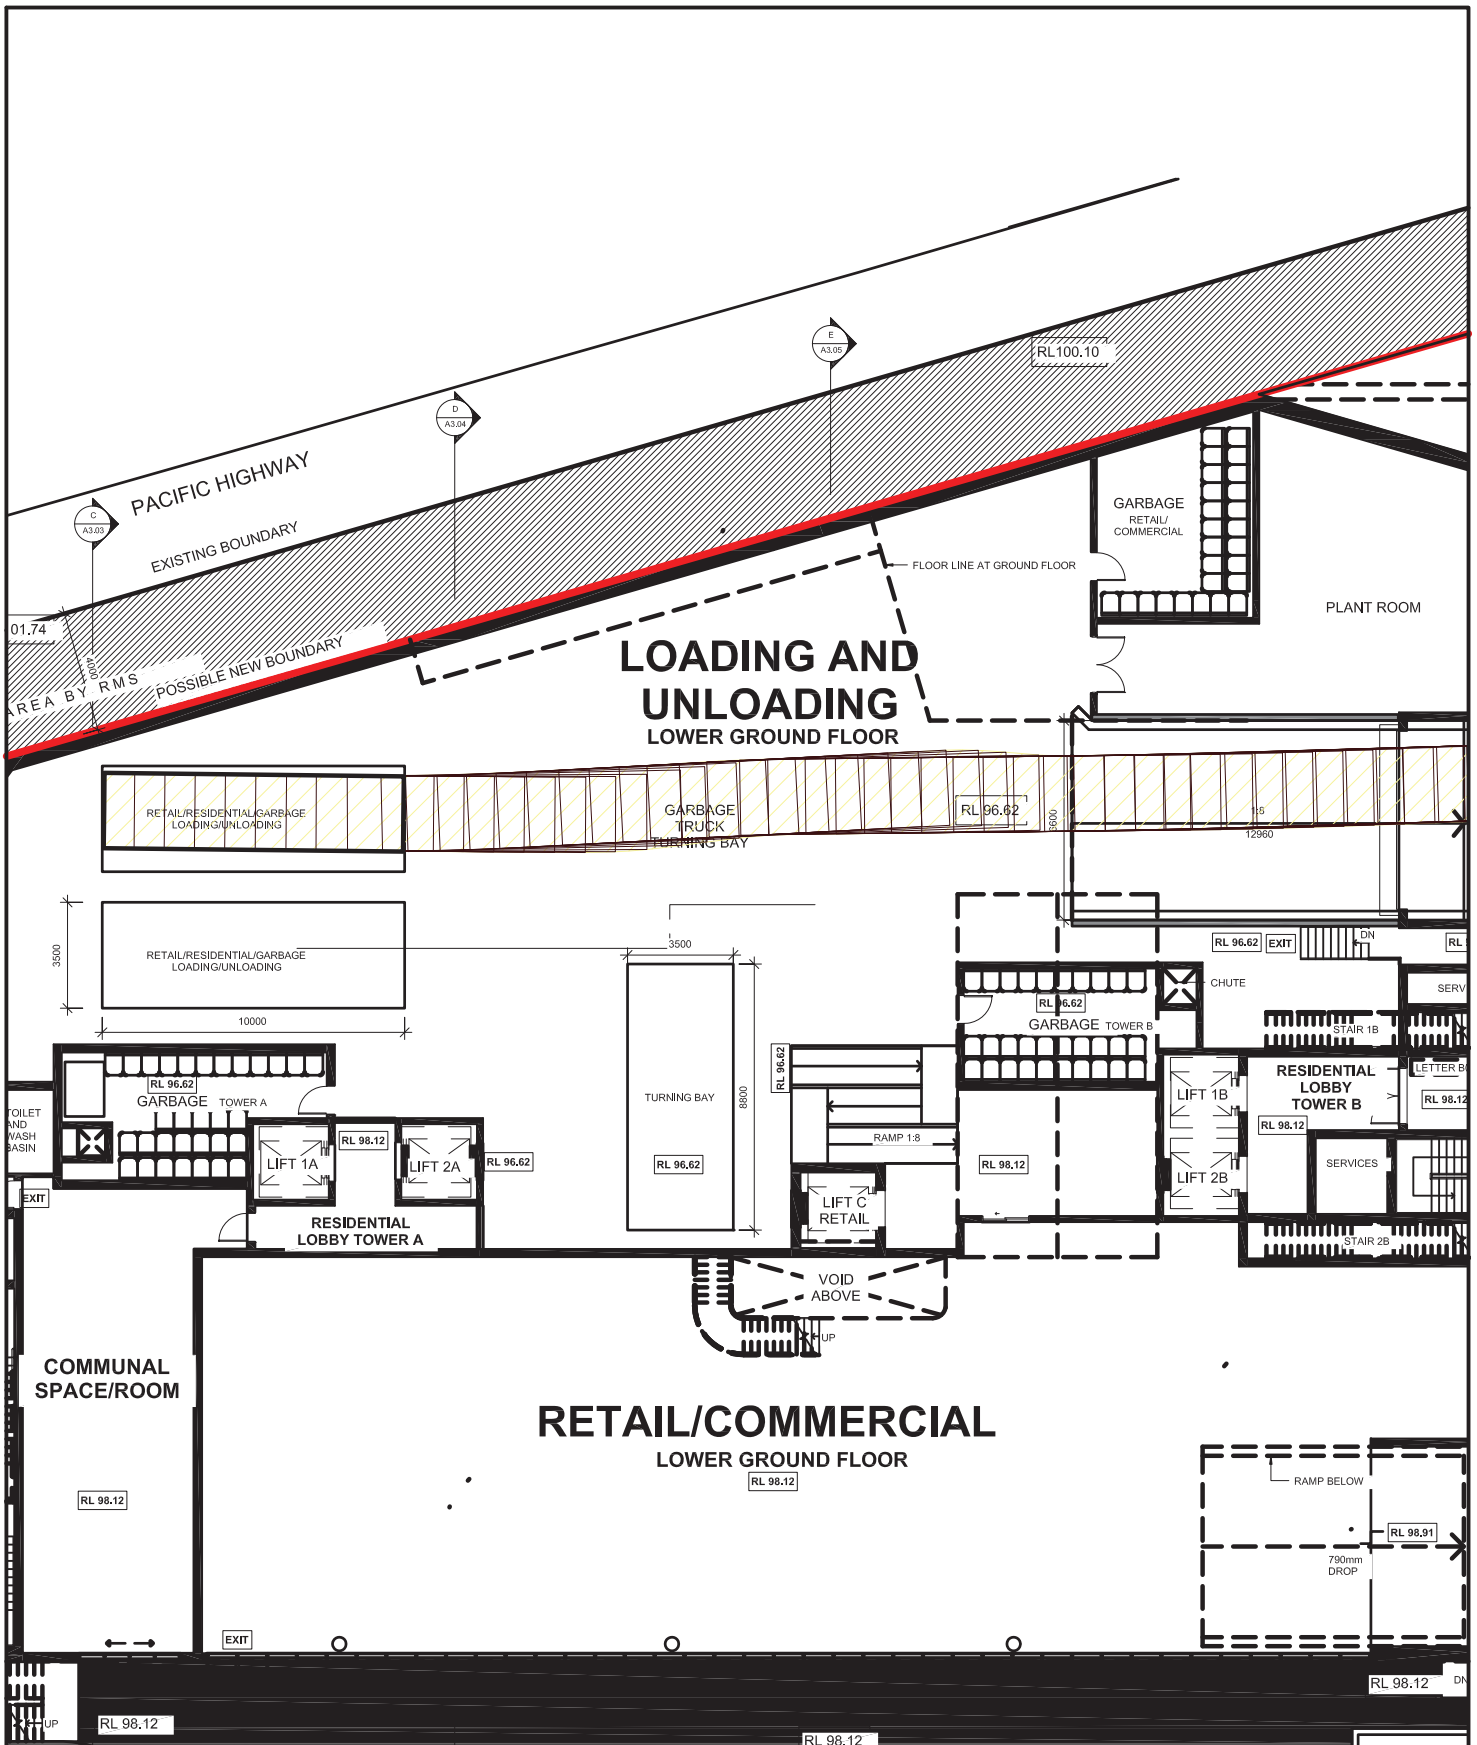 E
A3.05
RL100.10
D
A3.04
PACIFIC HIGHWAY
C
A3.03
EXISTING BOUNDARY
GARBAGE
RETAIL/
COMMERCIAL
FLOOR LINE AT GROUND FLOOR
PLANT ROOM
01.74
4000
AREA BY RMS
POSSIBLE NEW BOUNDARY
LOADING AND
UNLOADING
LOWER GROUND FLOOR
RETAIL/RESIDENTIAL/GARBAGE
LOADING/UNLOADING
GARBAGE
TRUCK
TURNING BAY
RL 96.62
3600
1:5
12960
3500
RETAIL/RESIDENTIAL/GARBAGE
LOADING/UNLOADING
10000
3500
RL 96.62
EXIT
DN
RL
CHUTE
SERV
RL 96.62
GARBAGE TOWER B
STAIR 1B
RL 96.62
GARBAGE TOWER A
TOILET
AND
WASH
BASIN
TURNING BAY
8800
RL 96.62
RL 96.62
RAMP 1:8
RL 98.12
LIFT 1B
RESIDENTIAL
LOBBY
TOWER B
RL 98.12
LETTER BO
RL 98.12
LIFT 1A
RL 98.12
LIFT 2A
RL 96.62
LIFT 2B
SERVICES
EXIT
RESIDENTIAL
LOBBY TOWER A
LIFT C
RETAIL
STAIR 2B
VOID
ABOVE
UP
COMMUNAL
SPACE/ROOM
RETAIL/COMMERCIAL
LOWER GROUND FLOOR
RL 98.12
RL 98.12
RAMP BELOW
RL 98.91
790mm
DROP
EXIT
UP
RL 98.12
RL 98.12
RL 98.12
DN